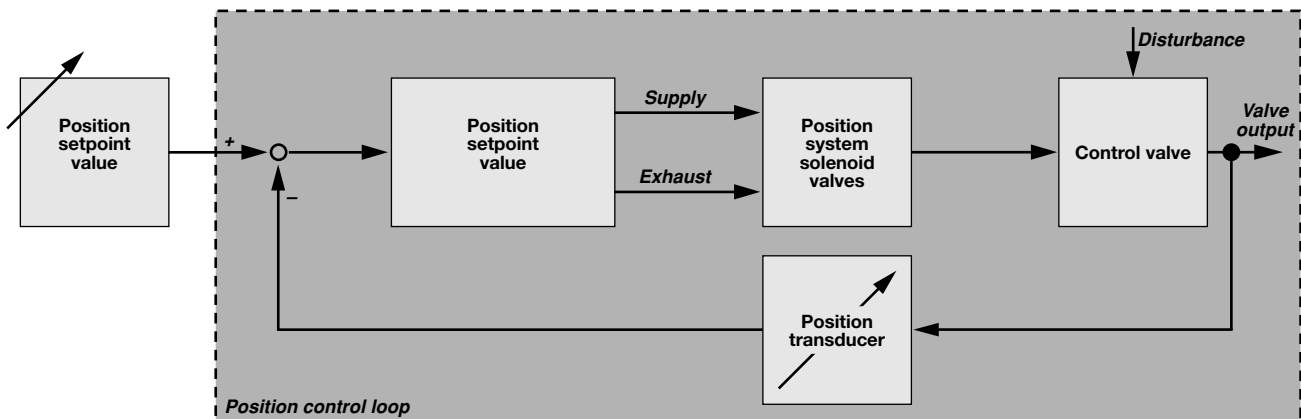 Disturbance
Position
setpoint
value
+
–
Position
setpoint
value
Supply
Exhaust
Position
system
solenoid
valves
Control valve
Valve
output
Position
transducer
Position control loop